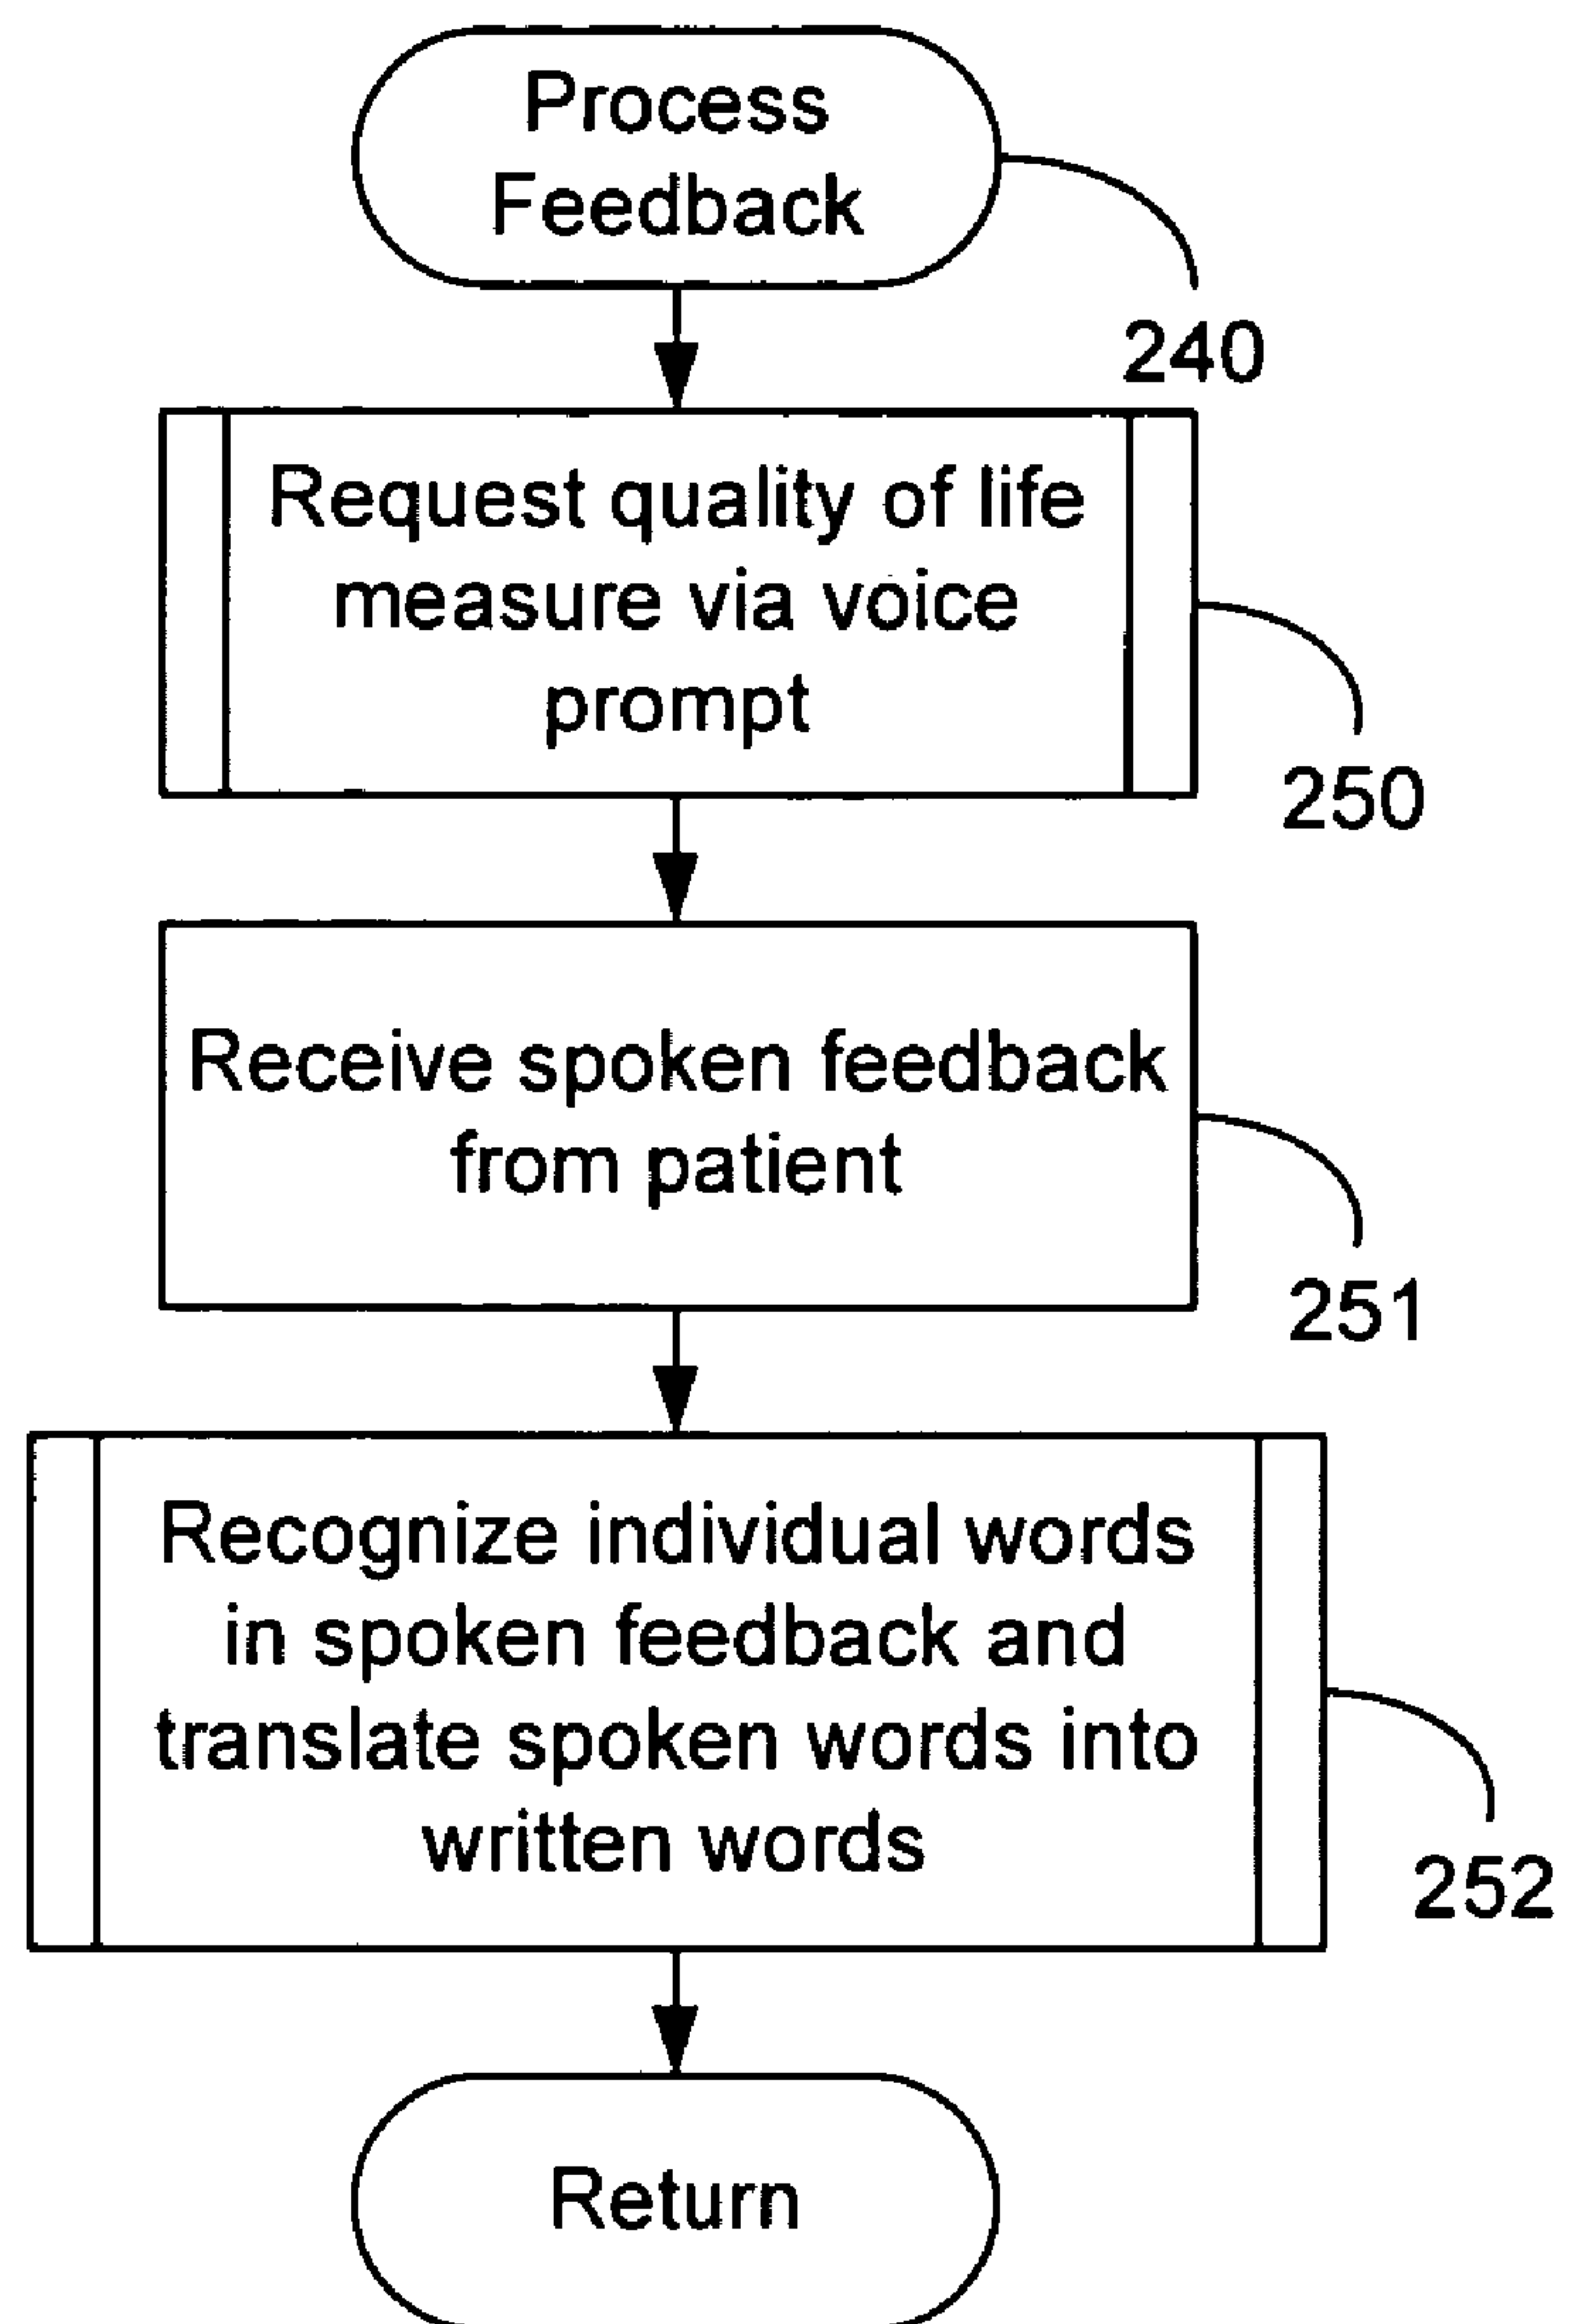 Process
Feedback
240
Request quality of life
measure via voice
prompt
250
Receive spoken feedback
from patient
251
Recognize individual words
in spoken feedback and
translate spoken words into
written words
252
Return